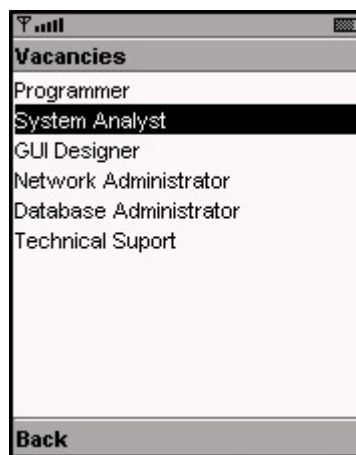 Vacancies
Programmer
System Analyst
GUI Designer
Network Administrator
Database Administrator
Technical Suport
Back